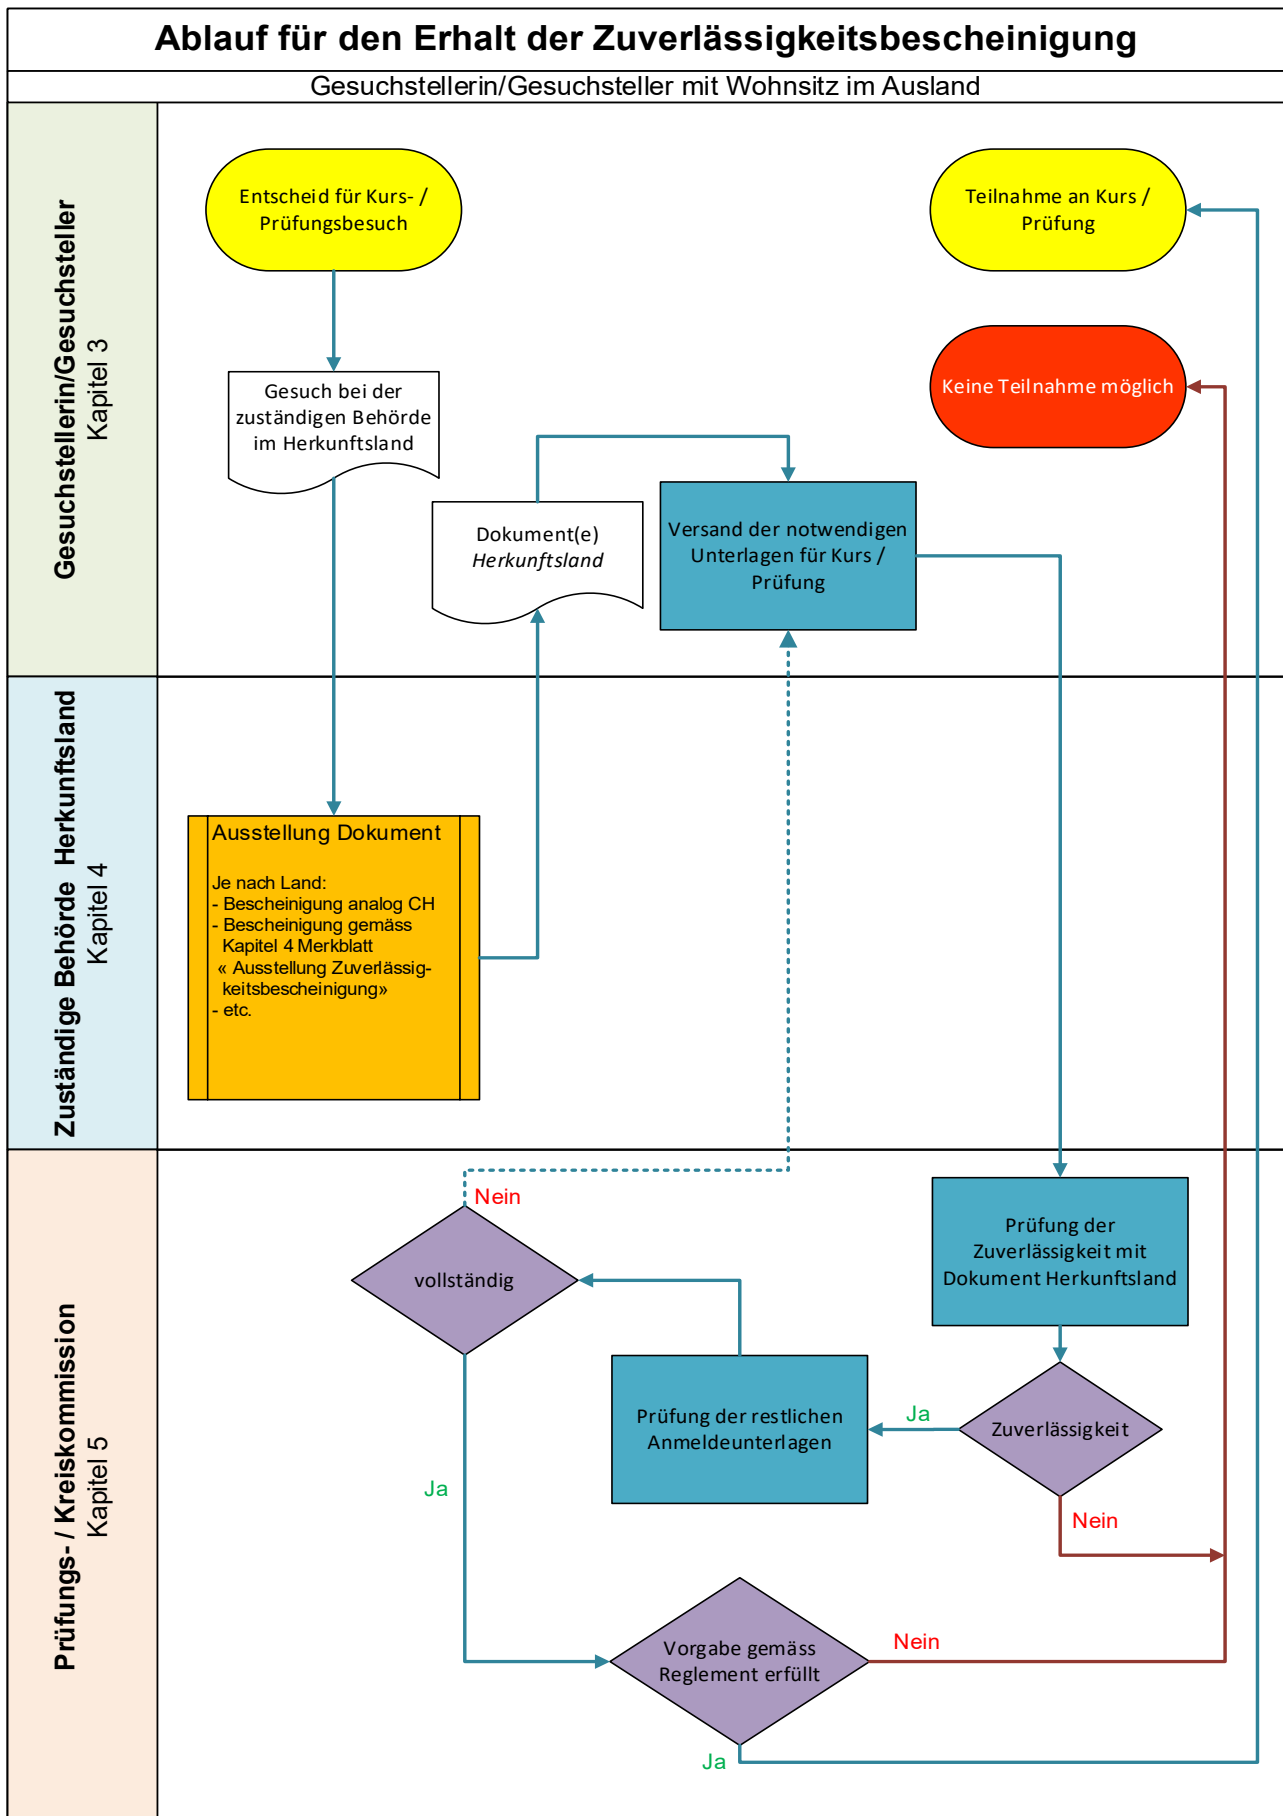 Ablauf für den Erhalt der Zuverlässigkeitsbescheinigung
Gesuchstellerin/Gesuchsteller mit Wohnsitz im Ausland
Gesuchstellerin/Gesuchsteller
Kapitel 3
Entscheid für Kurs- /
Prüfungsbesuch
Teilnahme an Kurs /
Prüfung
Gesuch bei der
zuständigen Behörde
im Herkunftsland
Keine Teilnahme möglich
Dokument(e)
Herkunftsland
Versand der notwendigen
Unterlagen für Kurs /
Prüfung
Zuständige Behörde Herkunftsland
Kapitel 4
Ausstellung Dokument
Je nach Land:
- Bescheinigung analog CH
- Bescheinigung gemäss
Kapitel 4 Merkblatt
« Ausstellung Zuverlässig-
keitsbescheinigung»
- etc.
Prüfungs- / Kreiskommission
Kapitel 5
Nein
vollständig
Prüfung der
Zuverlässigkeit mit
Dokument Herkunftsland
Prüfung der restlichen
Anmeldeunterlagen
Ja
Zuverlässigkeit
Ja
Nein
Vorgabe gemäss
Reglement erfüllt
Nein
Ja